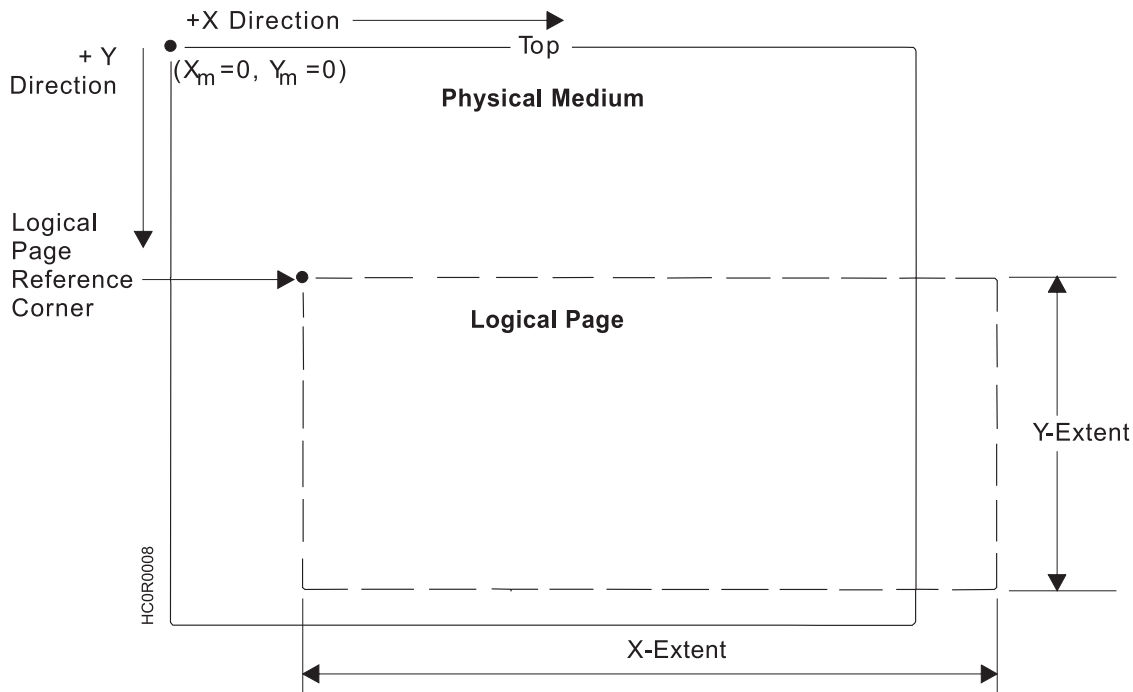 +X Direction
Top
+ Y
Direction
(Xm=0, Ym=0)
Physical Medium
Logical
Page
Reference
Corner
Logical Page
Y-Extent
HC0R0008
X-Extent